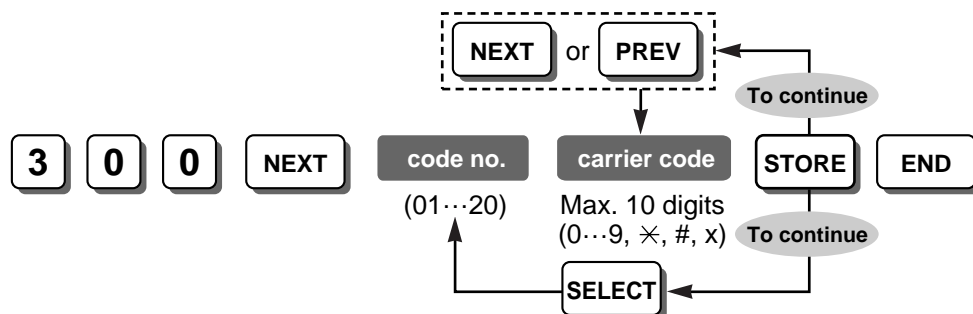 NEXT or PREV
To continue
3 0 0 NEXT code no. carrier code STORE END
(01···20) Max. 10 digits
(0···9, ✳, #, x) To continue
SELECT